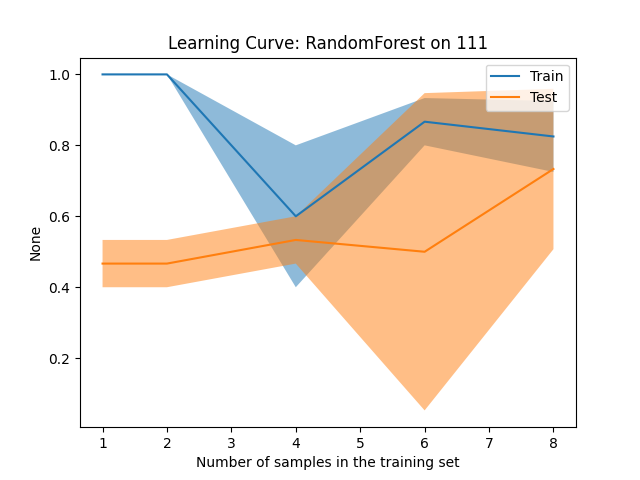 Learning Curve: RandomForest on 111
Train
Test
1.0
0.8
0.6
0.4
0.2
None
1 2 3 4 5 6 7 8
Number of samples in the training set